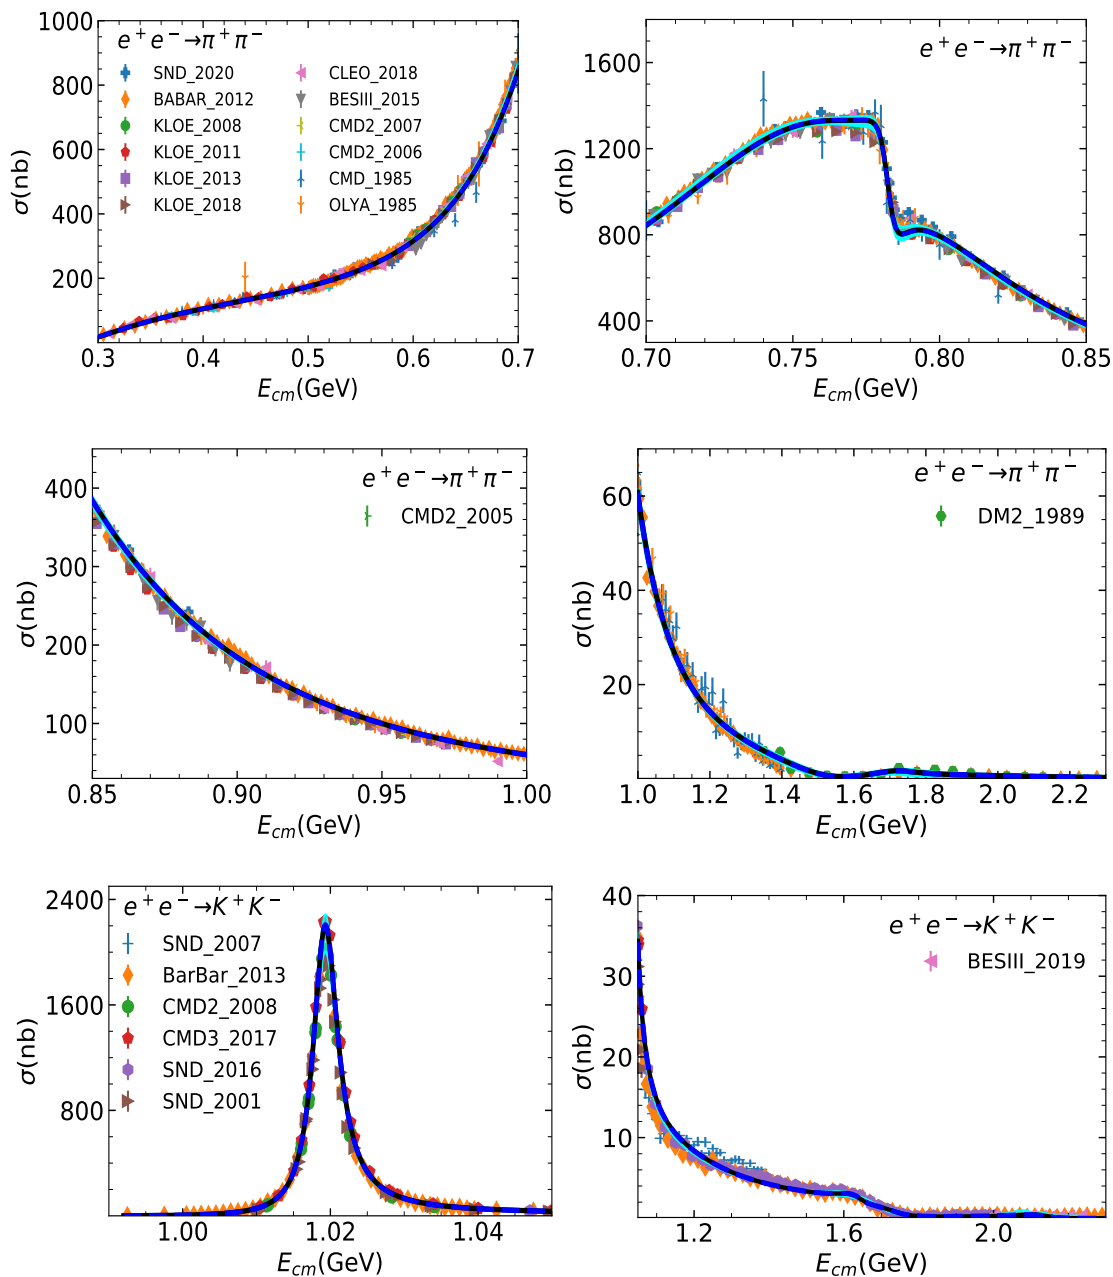 e⁺e⁻→π⁺π⁻
SND_2020
BABAR_2012
KLOE_2008
KLOE_2011
KLOE_2013
KLOE_2018
CLEO_2018
BESIII_2015
CMD2_2007
CMD2_2006
CMD_1985
OLYA_1985
1000
800
600
400
200
σ(nb)
0.3 0.4 0.5 0.6 0.7
E_cm(GeV)
e⁺e⁻→π⁺π⁻
1600
1200
800
400
σ(nb)
0.70 0.75 0.80 0.85
E_cm(GeV)
e⁺e⁻→π⁺π⁻
CMD2_2005
400
300
200
100
σ(nb)
0.85 0.90 0.95 1.00
E_cm(GeV)
e⁺e⁻→π⁺π⁻
DM2_1989
60
40
20
σ(nb)
1.0 1.2 1.4 1.6 1.8 2.0 2.2
E_cm(GeV)
e⁺e⁻→K⁺K⁻
SND_2007
BarBar_2013
CMD2_2008
CMD3_2017
SND_2016
SND_2001
2400
1600
800
σ(nb)
1.00 1.02 1.04
E_cm(GeV)
e⁺e⁻→K⁺K⁻
BESIII_2019
40
30
20
10
σ(nb)
1.2 1.6 2.0
E_cm(GeV)